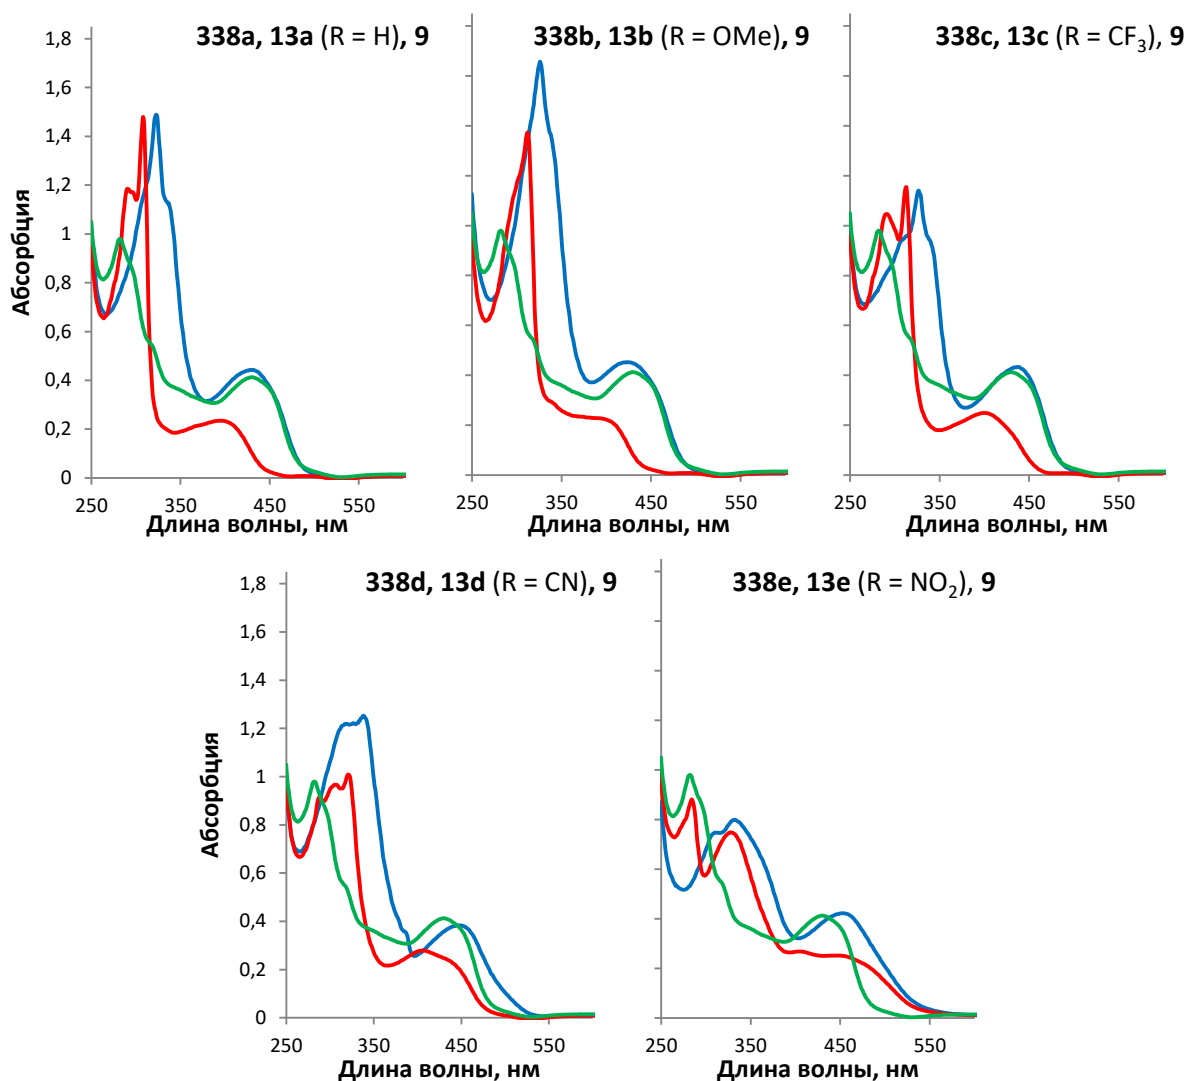 338a, 13a (R = H), 9
338b, 13b (R = OMe), 9
338c, 13c (R = CF₃), 9
Абсорбция
1,8
1,6
1,4
1,2
1
0,8
0,6
0,4
0,2
0
250 350 450 550
250 350 450 550
250 350 450 550
Длина волны, нм
Длина волны, нм
Длина волны, нм
338d, 13d (R = CN), 9
338e, 13e (R = NO₂), 9
Абсорбция
1,8
1,6
1,4
1,2
1
0,8
0,6
0,4
0,2
0
250 350 450 550
250 350 450 550
Длина волны, нм
Длина волны, нм